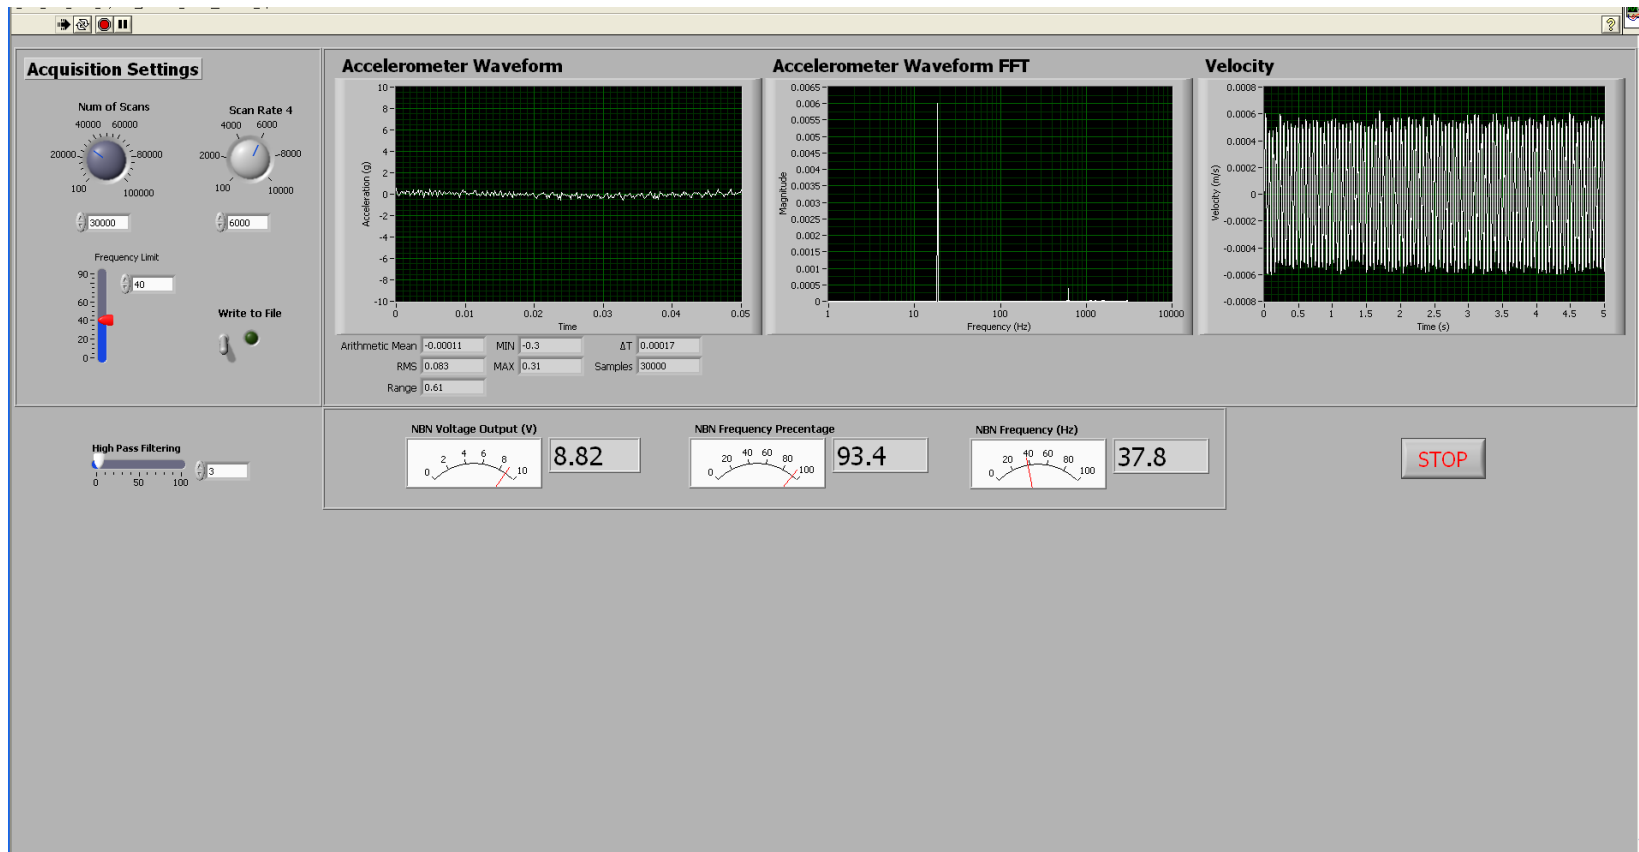 Acquisition Settings
Num of Scans
40000 60000
20000 80000
100 100000
30000
Scan Rate 4
4000 6000
2000 8000
100 10000
6000
Frequency Limit
90
60
40
20
0
40
Write to File
Accelerometer Waveform
Acceleration (g)
10
8
6
4
2
0
-2
-4
-6
-8
-10
0 0.01 0.02 0.03 0.04 0.05
Time
Arithmetic Mean -0.00011 MIN -0.3 ΔT 0.00017
RMS 0.083 MAX 0.31 Samples 30000
Range 0.61
Accelerometer Waveform FFT
Magnitude
0.0065
0.006
0.0055
0.005
0.0045
0.004
0.0035
0.003
0.0025
0.002
0.0015
0.001
0.0005
0
1 10 100 1000 10000
Frequency (Hz)
Velocity
Velocity (m/s)
0.0008
0.0006
0.0004
0.0002
0
-0.0002
-0.0004
-0.0006
-0.0008
0 0.5 1 1.5 2 2.5 3 3.5 4 4.5 5
Time (s)
High Pass Filtering
0 50 100
3
NBN Voltage Output (V)
0 2 4 6 8 10
8.82
NBN Frequency Precentage
0 20 40 60 80 100
93.4
NBN Frequency (Hz)
0 20 40 60 80 100
37.8
STOP
?